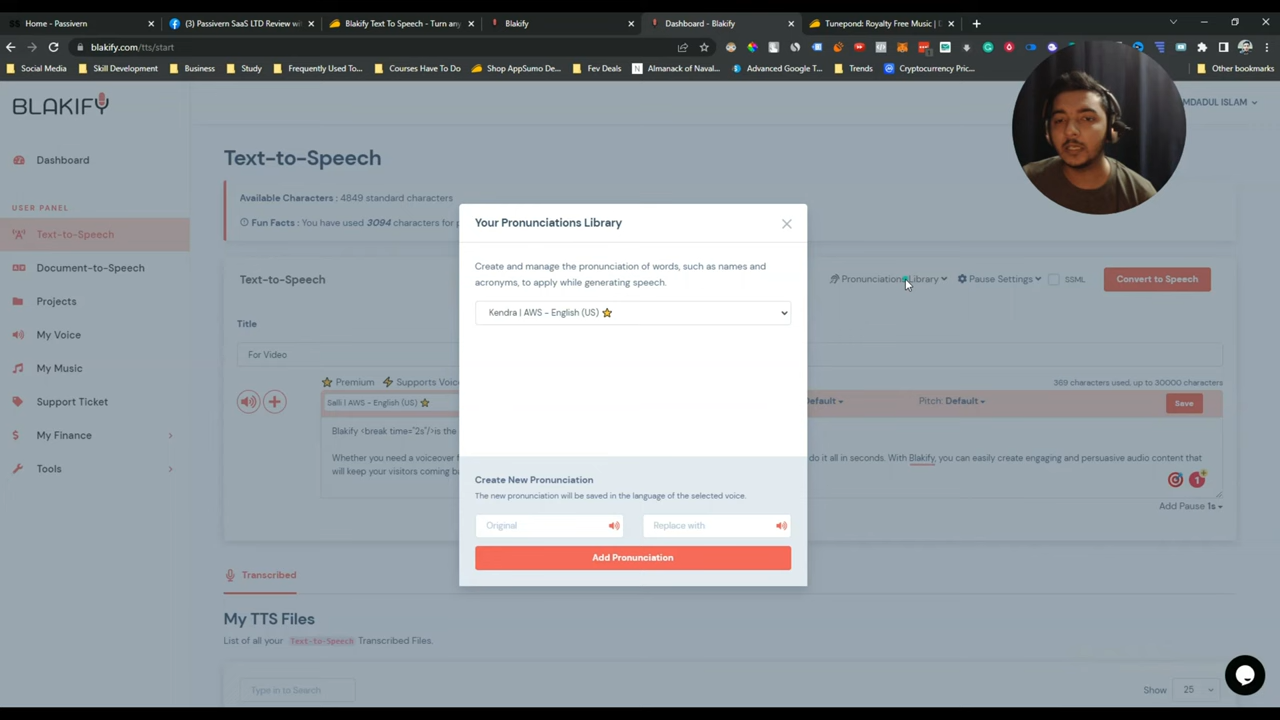 Home - Passivern
(3) Passivern SaaS LTD Review wi
Blakify Text To Speech - Turn any
Blakify
Dashboard - Blakify
Tunepond: Royalty Free Music | D
blakify.com/tts/start
Social Media
Skill Development
Business
Study
Frequently Used To...
Courses Have To Do
Shop AppSumo De...
Fev Deals
Almanack of Naval...
Advanced Google T...
Trends
Cryptocurrency Pric...
Other bookmarks
BLAKIFY
MDADUL ISLAM
Dashboard
USER PANEL
Text-to-Speech
Document-to-Speech
Projects
My Voice
My Music
Support Ticket
My Finance
Tools
Text-to-Speech
Available Characters : 4849 standard characters
Fun Facts : You have used 3094 characters for p
Text-to-Speech
Pronunciations Library
Pause Settings
SSML
Convert to Speech
Title
For Video
Premium
Supports Voic
369 characters used, up to 30000 characters
Salli | AWS - English (US)
Default
Pitch: Default
Save
Blakify <break time="2s"/>is the
Whether you need a voiceover f
do it all in seconds. With Blakify, you can easily create engaging and persuasive audio content that
will keep your visitors coming ba
1
Add Pause 1s
Transcribed
My TTS Files
List of all your Text-to-Speech Transcribed Files.
Type in to Search
Show
25
Your Pronunciations Library
Create and manage the pronunciation of words, such as names and
acronyms, to apply while generating speech.
Kendra | AWS - English (US)
Create New Pronunciation
The new pronunciation will be saved in the language of the selected voice.
Original
Replace with
Add Pronunciation